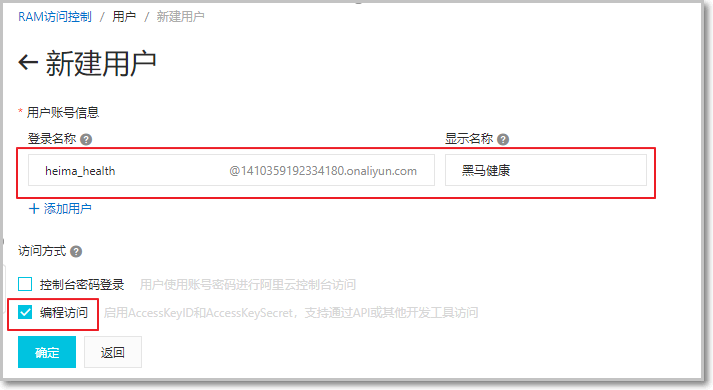 RAM访问控制 / 用户 / 新建用户
← 新建用户
* 用户账号信息
登录名称 ? 显示名称 ?
heima_health @1410359192334180.onaliyun.com 黑马健康
+ 添加用户
访问方式 ?
控制台密码登录 用户使用账号密码进行阿里云控制台访问
编程访问 启用AccessKeyID和AccessKeySecret，支持通过API或其他开发工具访问
确定 返回